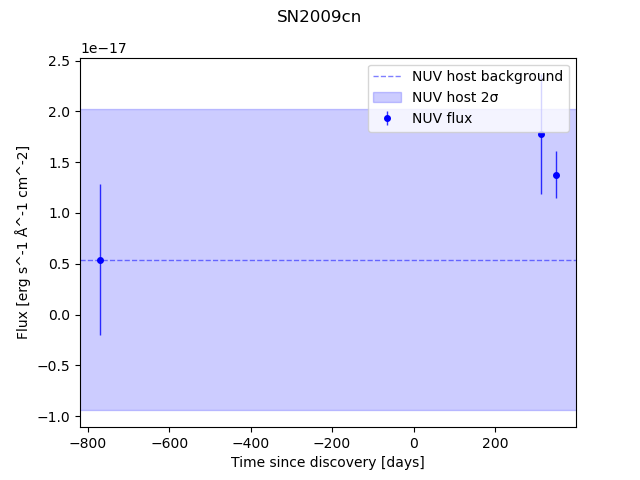 SN2009cn
1e−17
NUV host background
NUV host 2σ
NUV flux
2.5
2.0
1.5
1.0
0.5
0.0
−0.5
−1.0
Flux [erg s^-1 Å^-1 cm^-2]
−800
−600
−400
−200
0
200
Time since discovery [days]